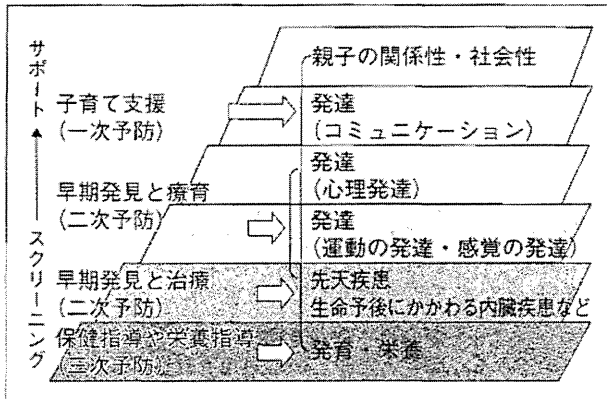 サポート
スクリーニング
親子の関係性・社会性
子育て支援
(一次予防)
発達
(コミュニケーション)
早期発見と療育
(二次予防)
発達
(心理発達)
発達
(運動の発達・感覚の発達)
早期発見と治療
(二次予防)
先天疾患
生命予後にかかわる内臓疾患など
保健指導や栄養指導
(三次予防)
発育・栄養